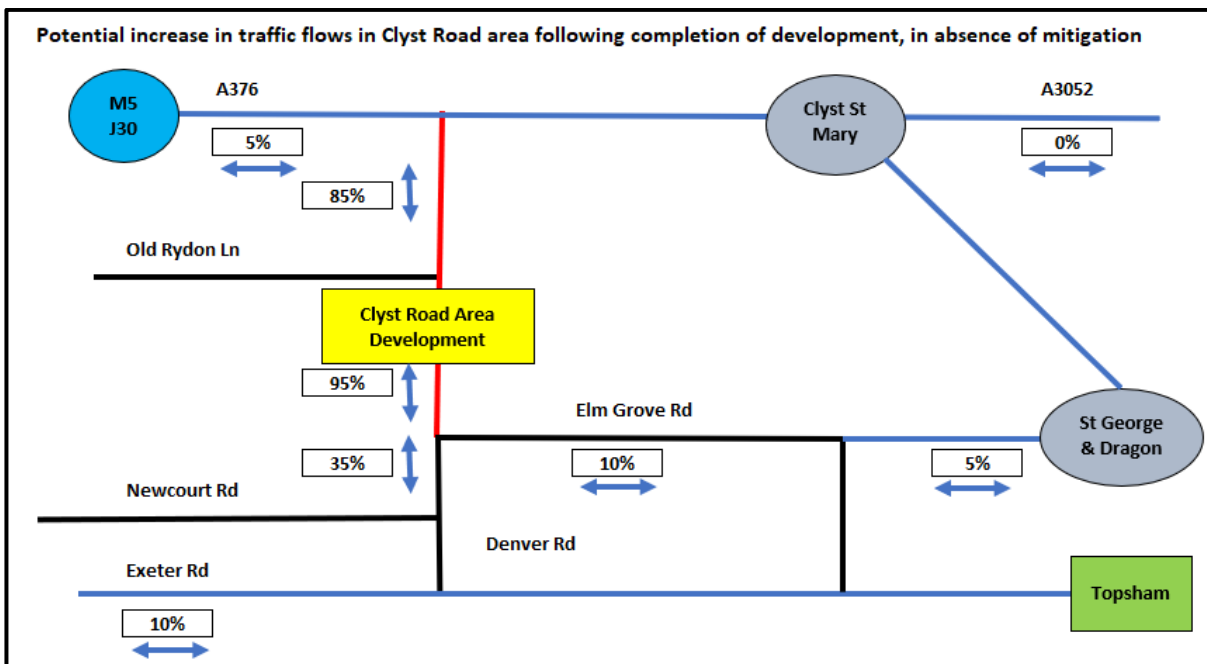 Potential increase in traffic flows in Clyst Road area following completion of development, in absence of mitigation
M5
J30
A376
5%
85%
Clyst St
Mary
A3052
0%
Old Rydon Ln
Clyst Road Area
Development
95%
Elm Grove Rd
St George
& Dragon
35%
10%
5%
Newcourt Rd
Denver Rd
Exeter Rd
Topsham
10%